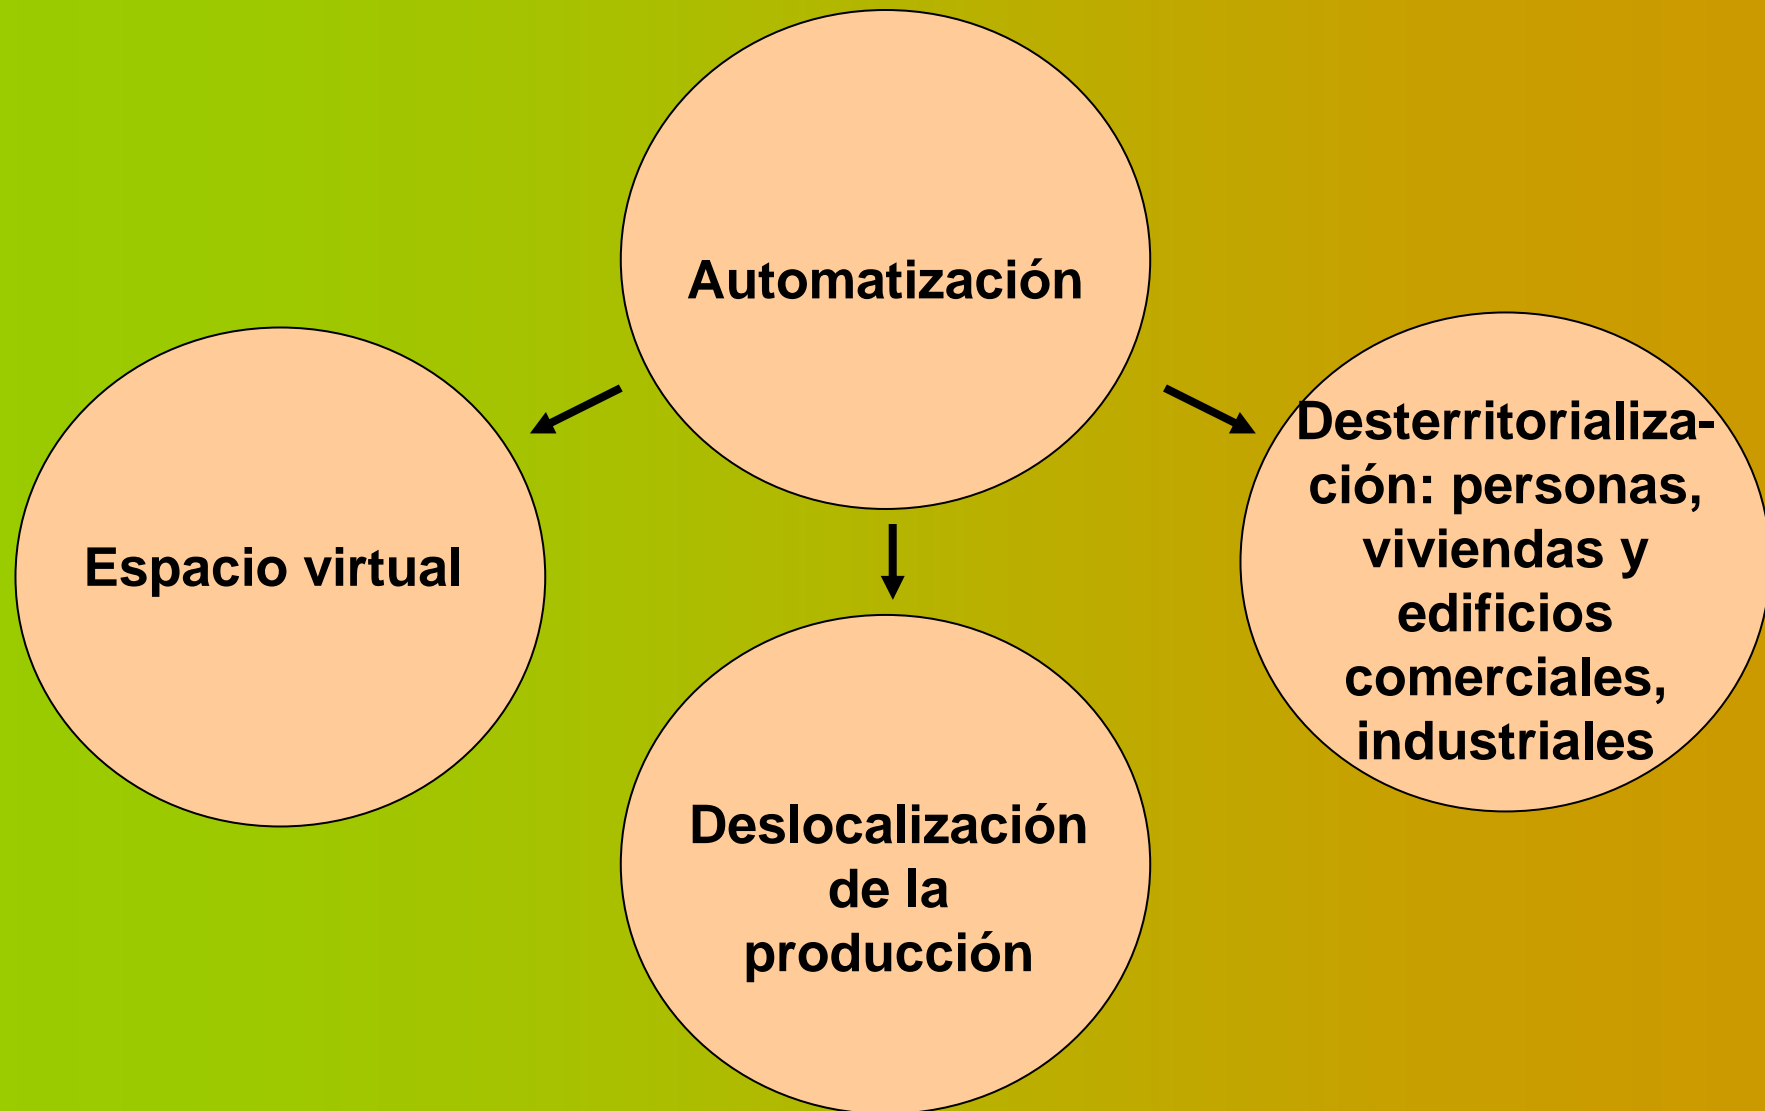 Automatización
Espacio virtual
Desterritorializa-
ción: personas,
viviendas y
edificios
comerciales,
industriales
Deslocalización
de la
producción